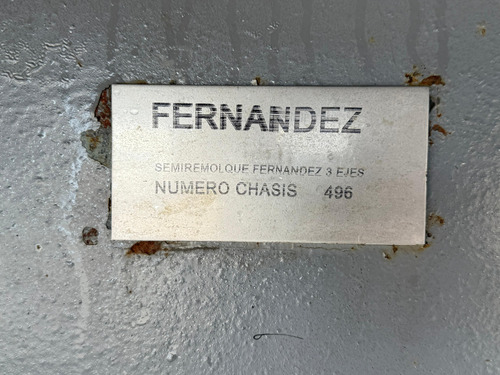 FERNANDEZ
SEMIREMOLQUE FERNANDEZ 3 EJES
NUMERO CHASIS 496